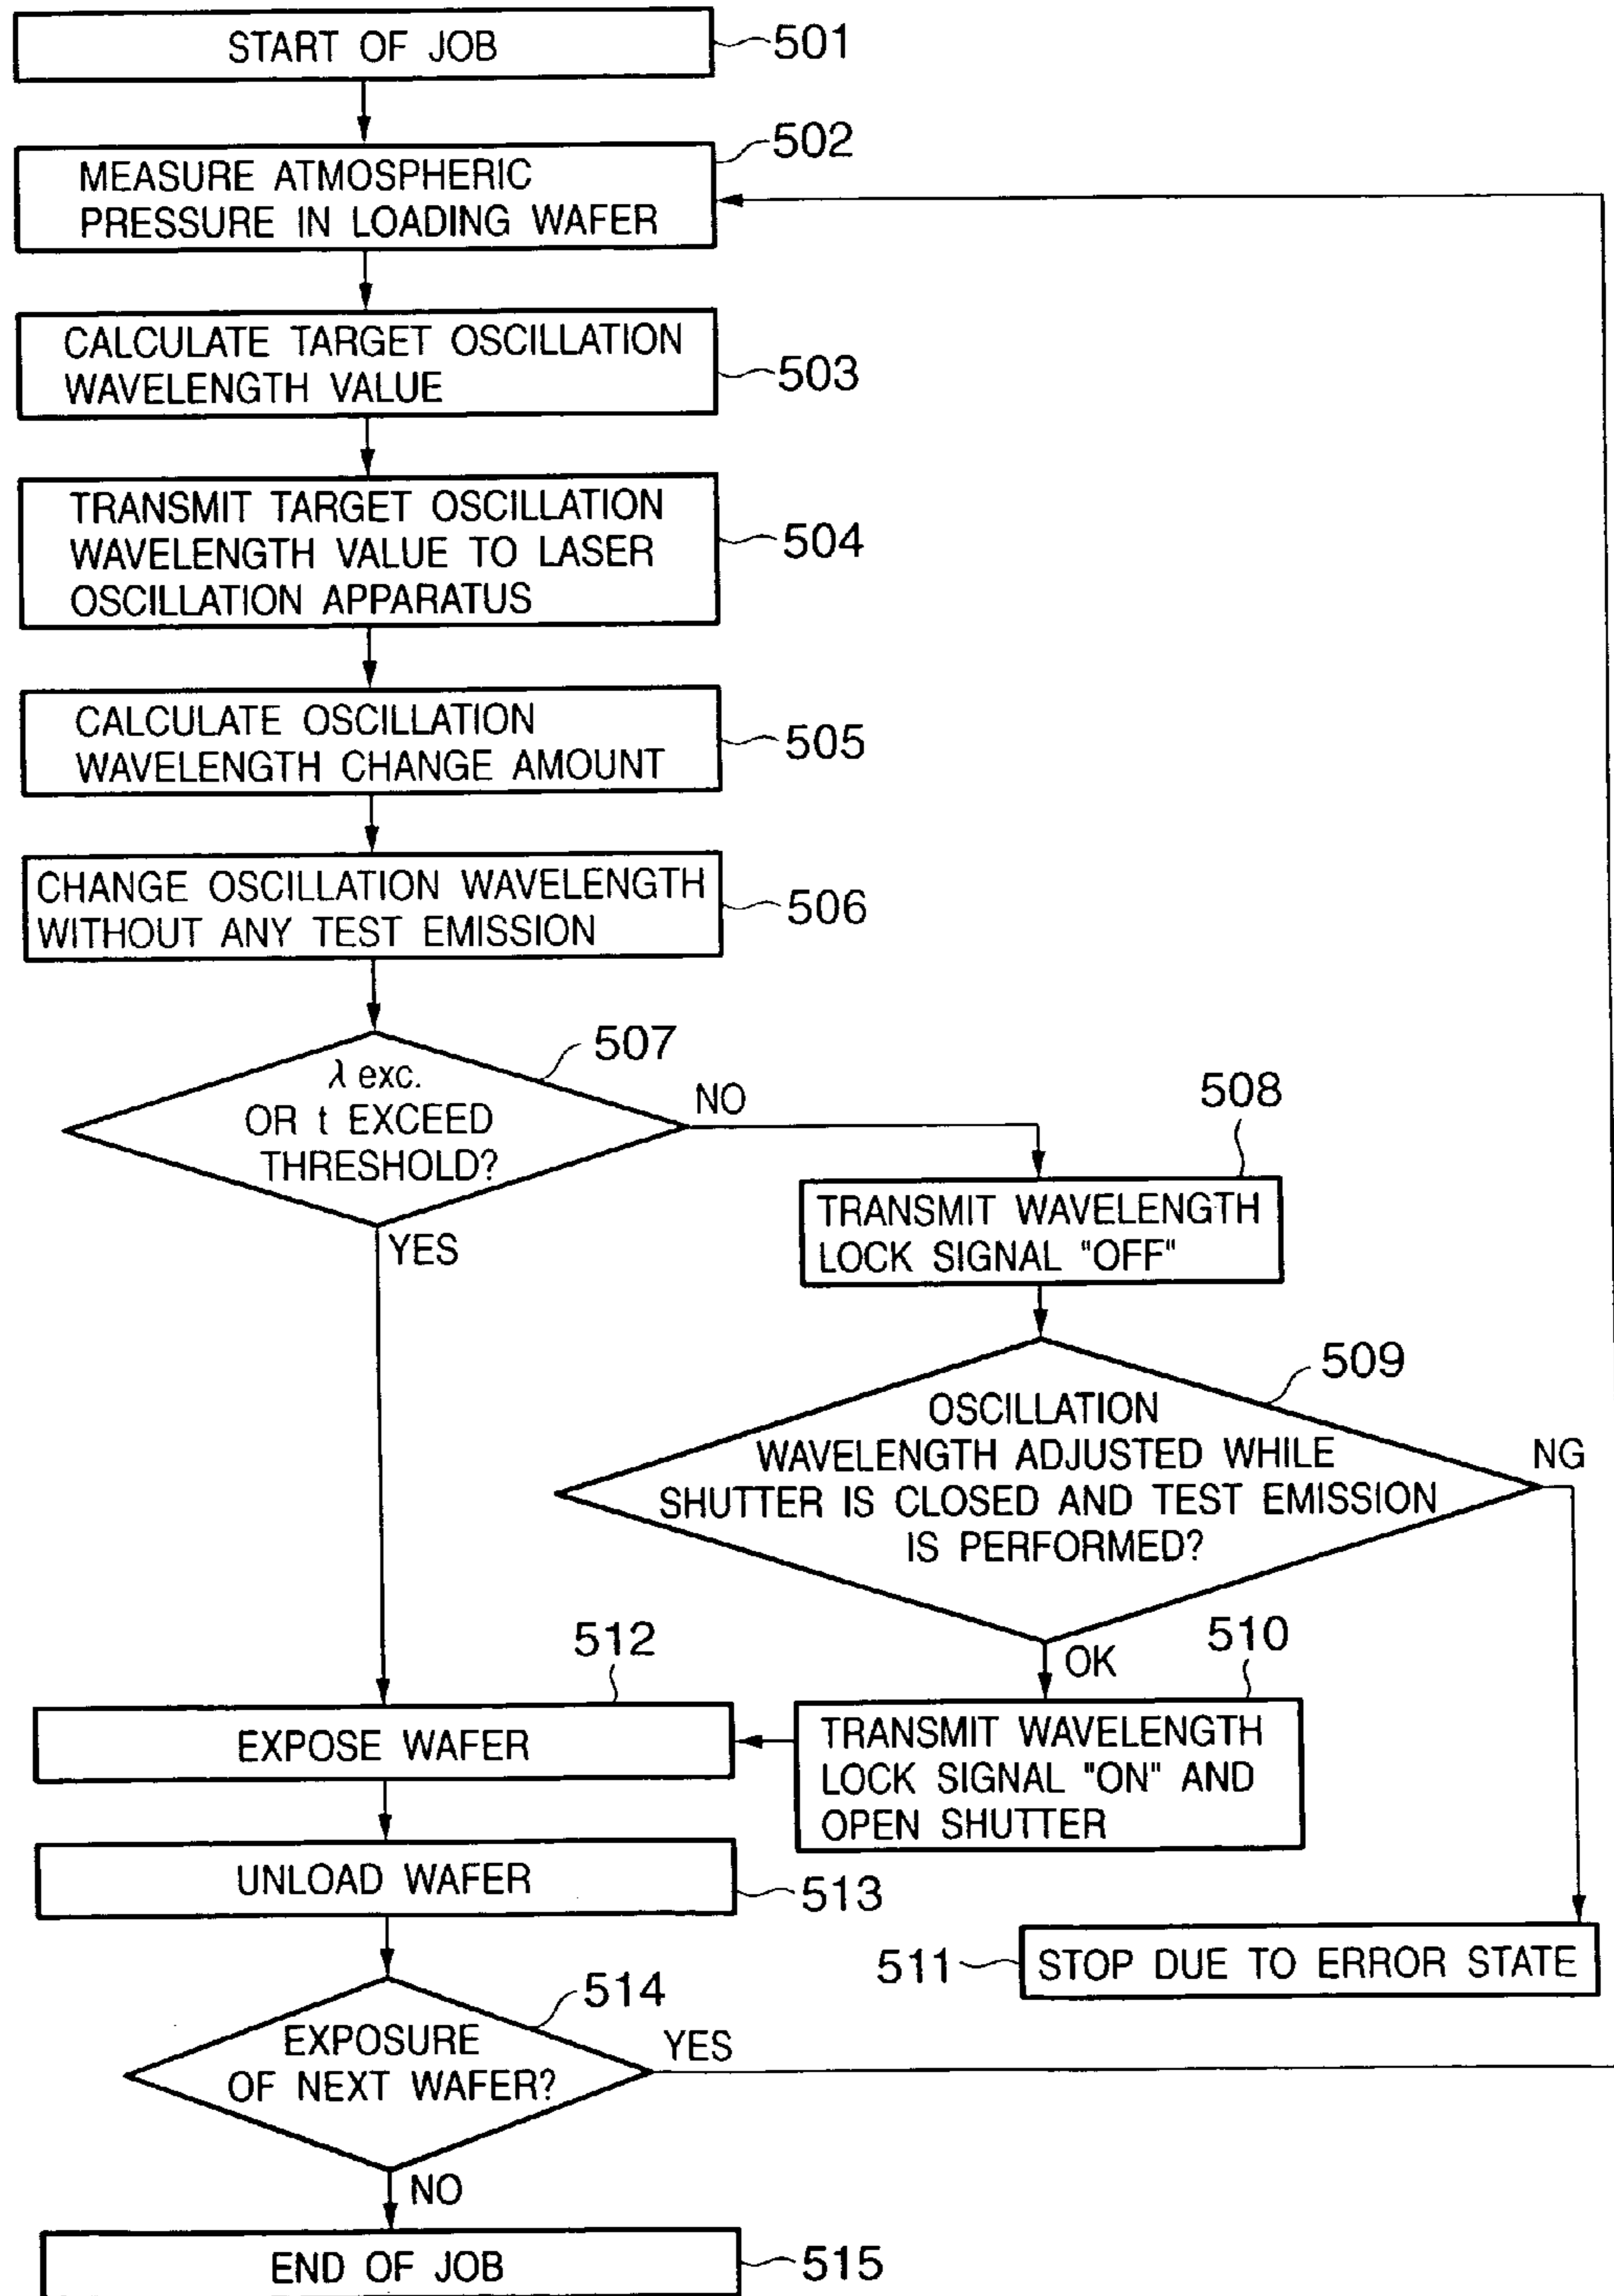 START OF JOB
501
502
MEASURE ATMOSPHERIC
PRESSURE IN LOADING WAFER
CALCULATE TARGET OSCILLATION
WAVELENGTH VALUE
503
TRANSMIT TARGET OSCILLATION
WAVELENGTH VALUE TO LASER
OSCILLATION APPARATUS
504
CALCULATE OSCILLATION
WAVELENGTH CHANGE AMOUNT
505
CHANGE OSCILLATION WAVELENGTH
WITHOUT ANY TEST EMISSION
506
507
λ exc.
OR t EXCEED
THRESHOLD?
NO
YES
508
TRANSMIT WAVELENGTH
LOCK SIGNAL "OFF"
509
OSCILLATION
WAVELENGTH ADJUSTED WHILE
SHUTTER IS CLOSED AND TEST EMISSION
IS PERFORMED?
NG
OK
510
TRANSMIT WAVELENGTH
LOCK SIGNAL "ON" AND
OPEN SHUTTER
512
EXPOSE WAFER
UNLOAD WAFER
513
511
STOP DUE TO ERROR STATE
514
EXPOSURE
OF NEXT WAFER?
YES
NO
END OF JOB
515